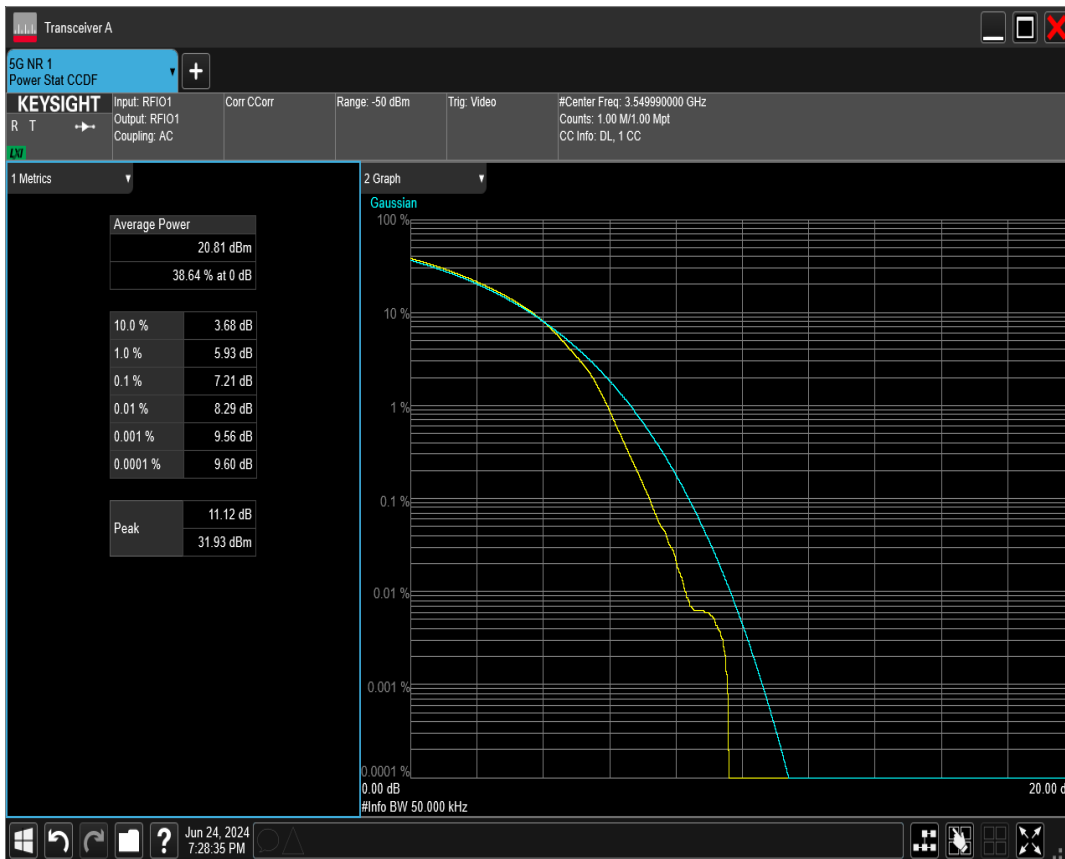 Transceiver A
5G NR 1
Power Stat CCDF
KEYSIGHT
R T
LXI
Input: RFIO1
Output: RFIO1
Coupling: AC
Corr CCorr
Range: -50 dBm
Trig: Video
#Center Freq: 3.549990000 GHz
Counts: 1.00 M/1.00 Mpt
CC Info: DL, 1 CC
1 Metrics
Average Power
20.81 dBm
38.64 % at 0 dB
10.0 % 3.68 dB
1.0 % 5.93 dB
0.1 % 7.21 dB
0.01 % 8.29 dB
0.001 % 9.56 dB
0.0001 % 9.60 dB
Peak
11.12 dB
31.93 dBm
2 Graph
Gaussian
100 %
10 %
1 %
0.1 %
0.01 %
0.001 %
0.0001 %
0.00 dB
20.00 d
#Info BW 50.000 kHz
Jun 24, 2024
7:28:35 PM